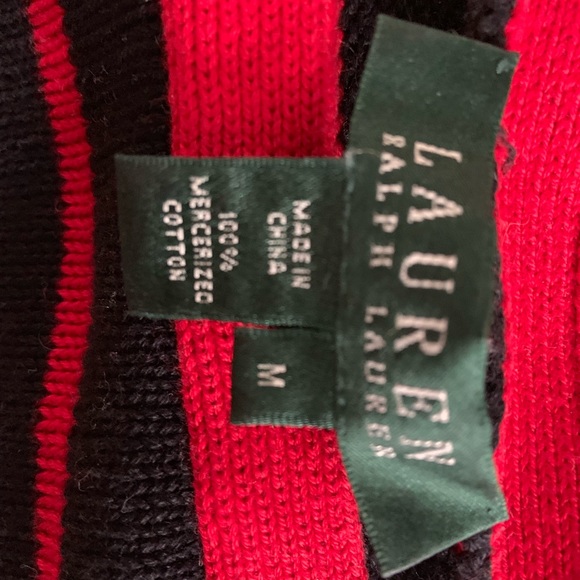 LAUREN
RALPH LAUREN
MADE IN
CHINA
100%
MERCERIZED
COTTON
M